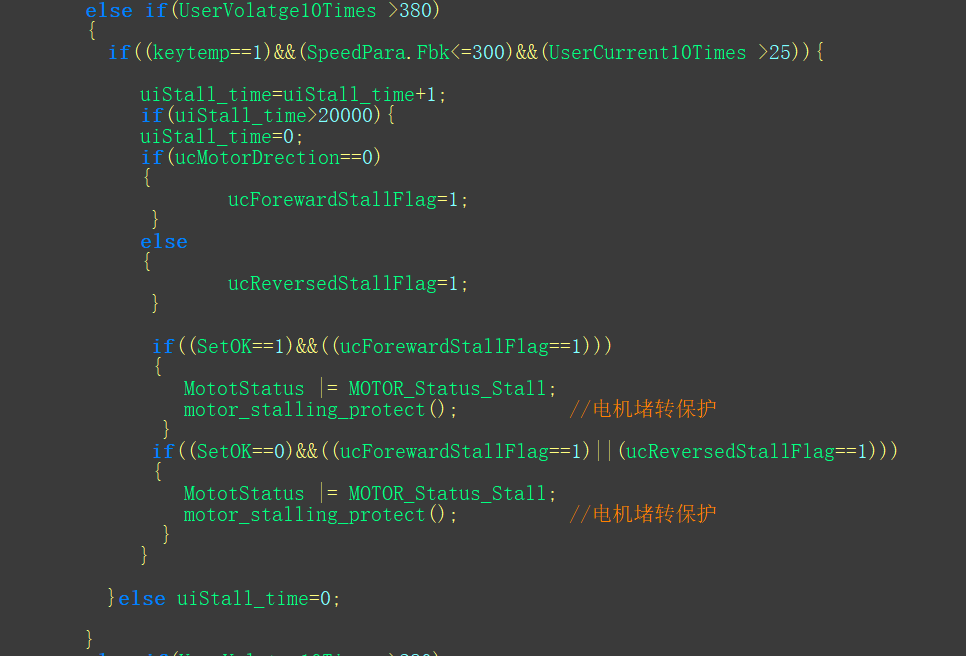 else if(UserVolatge10Times >380)
{
if((keytemp==1)&&(SpeedPara.Fbk<=300)&&(UserCurrent10Times >25)){
uiStall_time=uiStall_time+1;
if(uiStall_time>20000){
uiStall_time=0;
if(ucMotorDrection==0)
{
ucForewardStallFlag=1;
}
else
{
ucReversedStallFlag=1;
}
if((SetOK==1)&&((ucForewardStallFlag==1)))
{
MototStatus |= MOTOR_Status_Stall;
motor_stalling_protect(); //电机堵转保护
}
if((SetOK==0)&&((ucForewardStallFlag==1)||(ucReversedStallFlag==1)))
{
MototStatus |= MOTOR_Status_Stall;
motor_stalling_protect(); //电机堵转保护
}
}
}else uiStall_time=0;
}